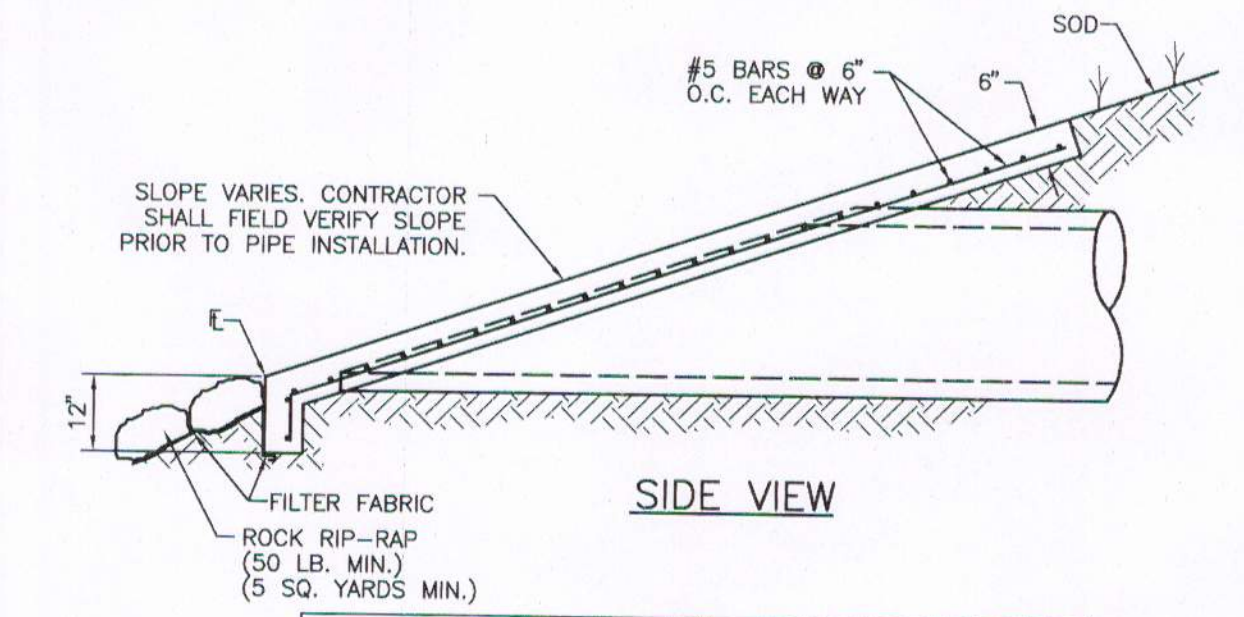 SOD
#5 BARS @ 6"
O.C. EACH WAY
6"
SLOPE VARIES. CONTRACTOR
SHALL FIELD VERIFY SLOPE
PRIOR TO PIPE INSTALLATION.
12"
FILTER FABRIC
SIDE VIEW
ROCK RIP-RAP
(50 LB. MIN.)
(5 SQ. YARDS MIN.)